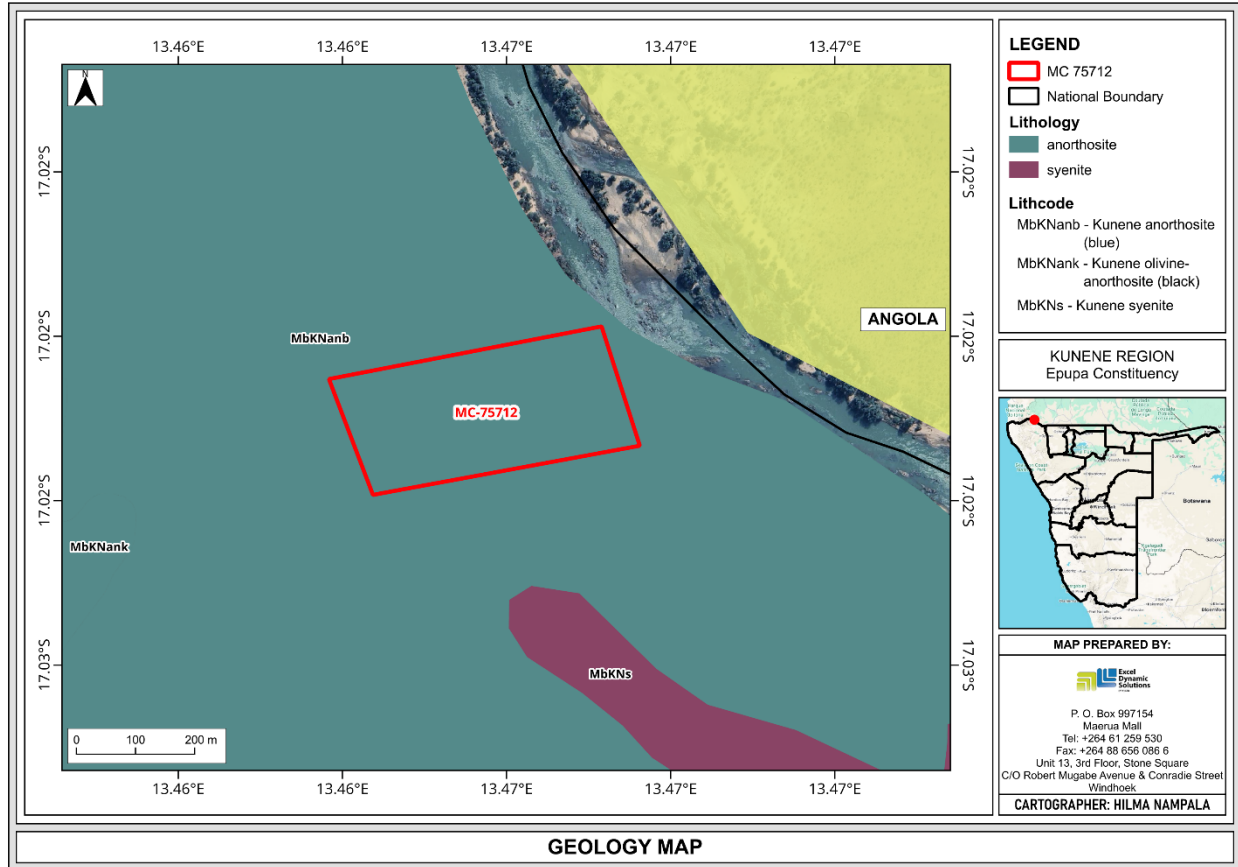 13.46°E
13.46°E
13.47°E
13.47°E
13.47°E
N
17.02°S
17.02°S
17.02°S
17.03°S
17.02°S
17.02°S
17.02°S
17.03°S
ANGOLA
MbKNanb
MC-75712
MbKNank
MbKNs
0 100 200 m
13.46°E
13.46°E
13.47°E
13.47°E
13.47°E
LEGEND
MC 75712
National Boundary
Lithology
anorthosite
syenite
Lithcode
MbKNanb - Kunene anorthosite
(blue)
MbKNank - Kunene olivine-
anorthosite (black)
MbKNs - Kunene syenite
KUNENE REGION
Epupa Constituency
Botswana
MAP PREPARED BY:
Excel
Dynamic
Solutions
P. O. Box 997154
Maerua Mall
Tel: +264 61 259 530
Fax: +264 88 656 086 6
Unit 13, 3rd Floor, Stone Square
C/O Robert Mugabe Avenue & Conradie Street
Windhoek
CARTOGRAPHER: HILMA NAMPALA
GEOLOGY MAP